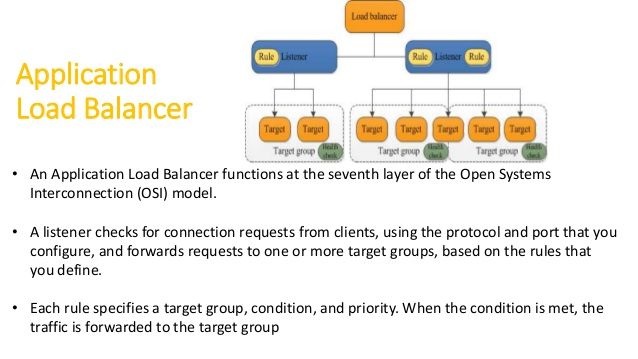 Load balancer
Rule Listener
Rule Listener Rule
Application
Load Balancer
Target Target
Target Target Target Target Target
Target group Health check
Target group Health check
Target group Health check
• An Application Load Balancer functions at the seventh layer of the Open Systems
Interconnection (OSI) model.
• A listener checks for connection requests from clients, using the protocol and port that you
configure, and forwards requests to one or more target groups, based on the rules that
you define.
• Each rule specifies a target group, condition, and priority. When the condition is met, the
traffic is forwarded to the target group